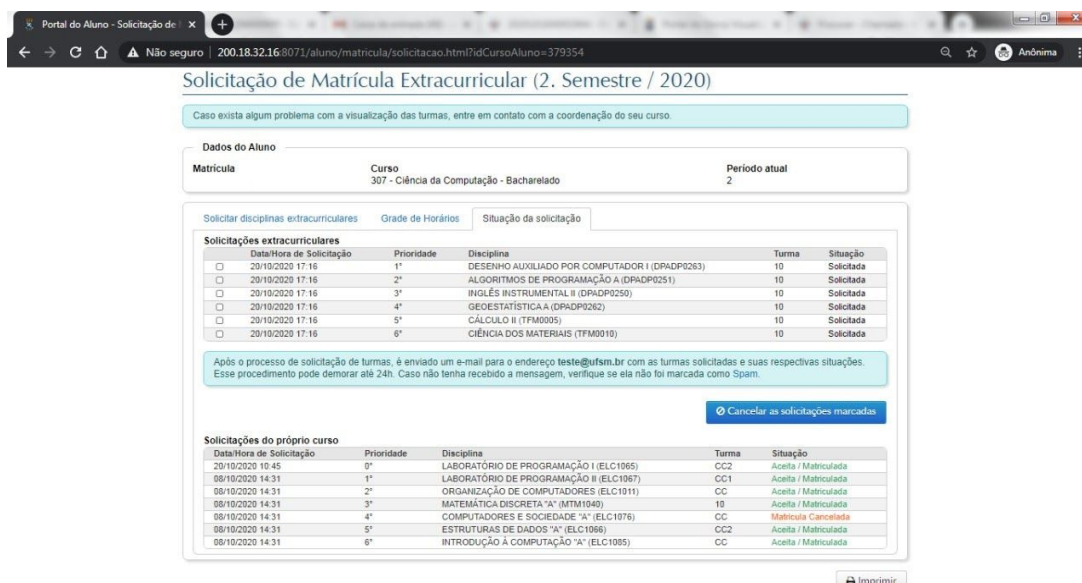 Portal do Aluno - Solicitação de
Não seguro 200.18.32.16:8071/aluno/matricula/solicitacao.html?idCursoAluno=379354 Anônima
Solicitação de Matrícula Extracurricular (2. Semestre / 2020)
Caso exista algum problema com a visualização das turmas, entre em contato com a coordenação do seu curso.
Dados do Aluno
Matrícula Curso Período atual
307 - Ciência da Computação - Bacharelado 2
Solicitar disciplinas extracurriculares Grade de Horários Situação da solicitação
Solicitações extracurriculares
Data/Hora de Solicitação Prioridade Disciplina Turma Situação
20/10/2020 17:16 1° DESENHO AUXILIADO POR COMPUTADOR I (DPADP0263) 10 Solicitada
20/10/2020 17:16 2° ALGORITMOS DE PROGRAMAÇÃO A (DPADP0251) 10 Solicitada
20/10/2020 17:16 3° INGLÊS INSTRUMENTAL II (DPADP0250) 10 Solicitada
20/10/2020 17:16 4° GEOESTATÍSTICA A (DPADP0262) 10 Solicitada
20/10/2020 17:16 5° CÁLCULO II (TFM0005) 10 Solicitada
20/10/2020 17:16 6° CIÊNCIA DOS MATERIAIS (TFM0010) 10 Solicitada
Após o processo de solicitação de turmas, é enviado um e-mail para o endereço teste@ufsm.br com as turmas solicitadas e suas respectivas situações.
Esse procedimento pode demorar até 24h. Caso não tenha recebido a mensagem, verifique se ela não foi marcada como Spam.
Cancelar as solicitações marcadas
Solicitações do próprio curso
Data/Hora de Solicitação Prioridade Disciplina Turma Situação
20/10/2020 10:45 0° LABORATÓRIO DE PROGRAMAÇÃO I (ELC1065) CC2 Aceita / Matriculada
08/10/2020 14:31 1° LABORATÓRIO DE PROGRAMAÇÃO II (ELC1067) CC1 Aceita / Matriculada
08/10/2020 14:31 2° ORGANIZAÇÃO DE COMPUTADORES (ELC1011) CC Aceita / Matriculada
08/10/2020 14:31 3° MATEMÁTICA DISCRETA "A" (MTM1040) 10 Aceita / Matriculada
08/10/2020 14:31 4° COMPUTADORES E SOCIEDADE "A" (ELC1076) CC Matrícula Cancelada
08/10/2020 14:31 5° ESTRUTURAS DE DADOS "A" (ELC1066) CC2 Aceita / Matriculada
08/10/2020 14:31 6° INTRODUÇÃO À COMPUTAÇÃO "A" (ELC1085) CC Aceita / Matriculada
Imprimir